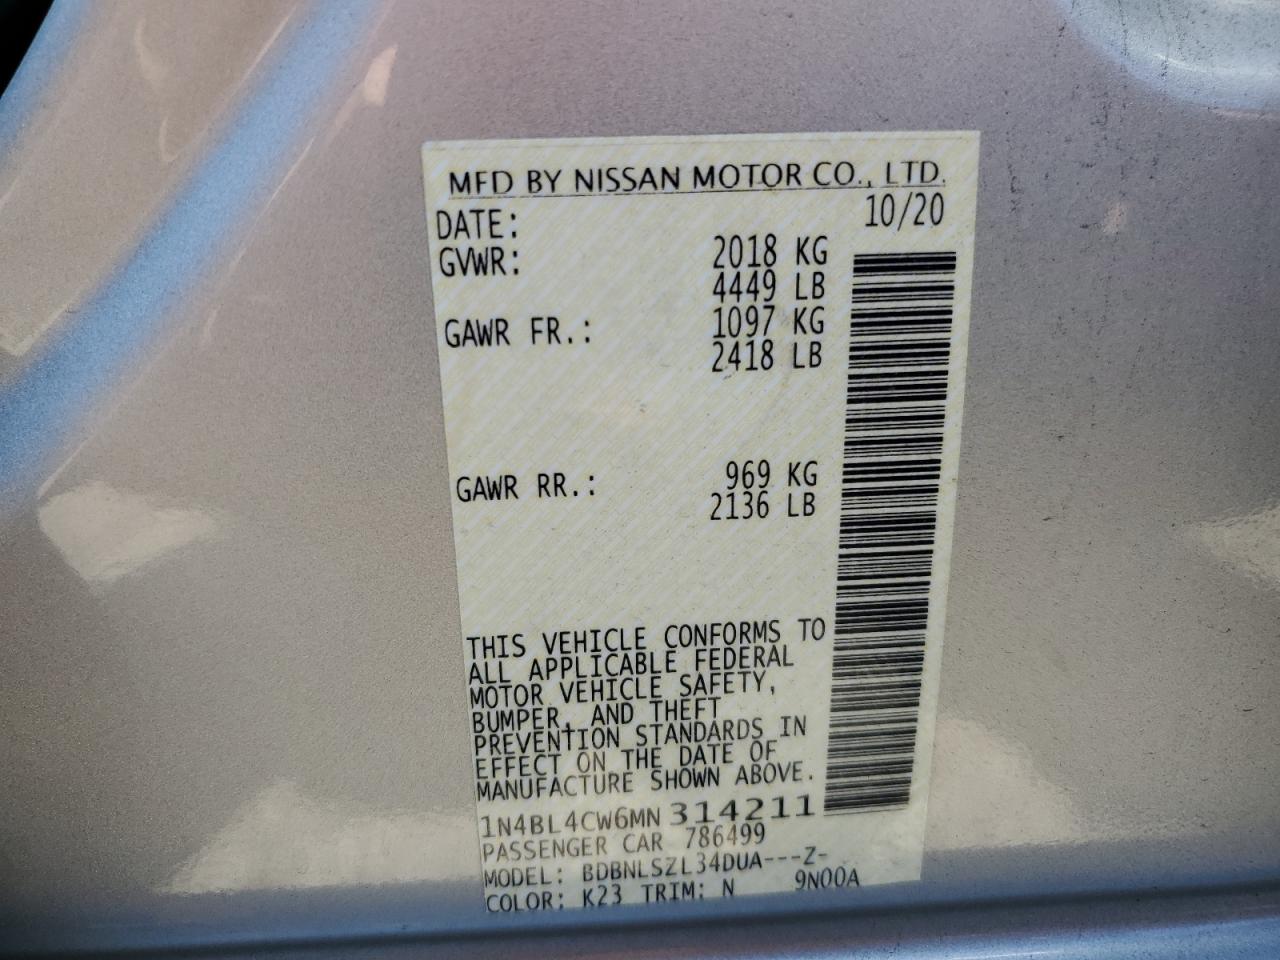 MFD BY NISSAN MOTOR CO., LTD.
DATE: 10/20
GVWR: 2018 KG
4449 LB
GAWR FR.: 1097 KG
2418 LB
GAWR RR.: 969 KG
2136 LB
THIS VEHICLE CONFORMS TO
ALL APPLICABLE FEDERAL
MOTOR VEHICLE SAFETY,
BUMPER, AND THEFT
PREVENTION STANDARDS IN
EFFECT ON THE DATE OF
MANUFACTURE SHOWN ABOVE.
1N4BL4CW6MN314211
PASSENGER CAR 786499
MODEL: BDBNLSZL34DUA---Z-
COLOR: K23 TRIM: N 9N00A